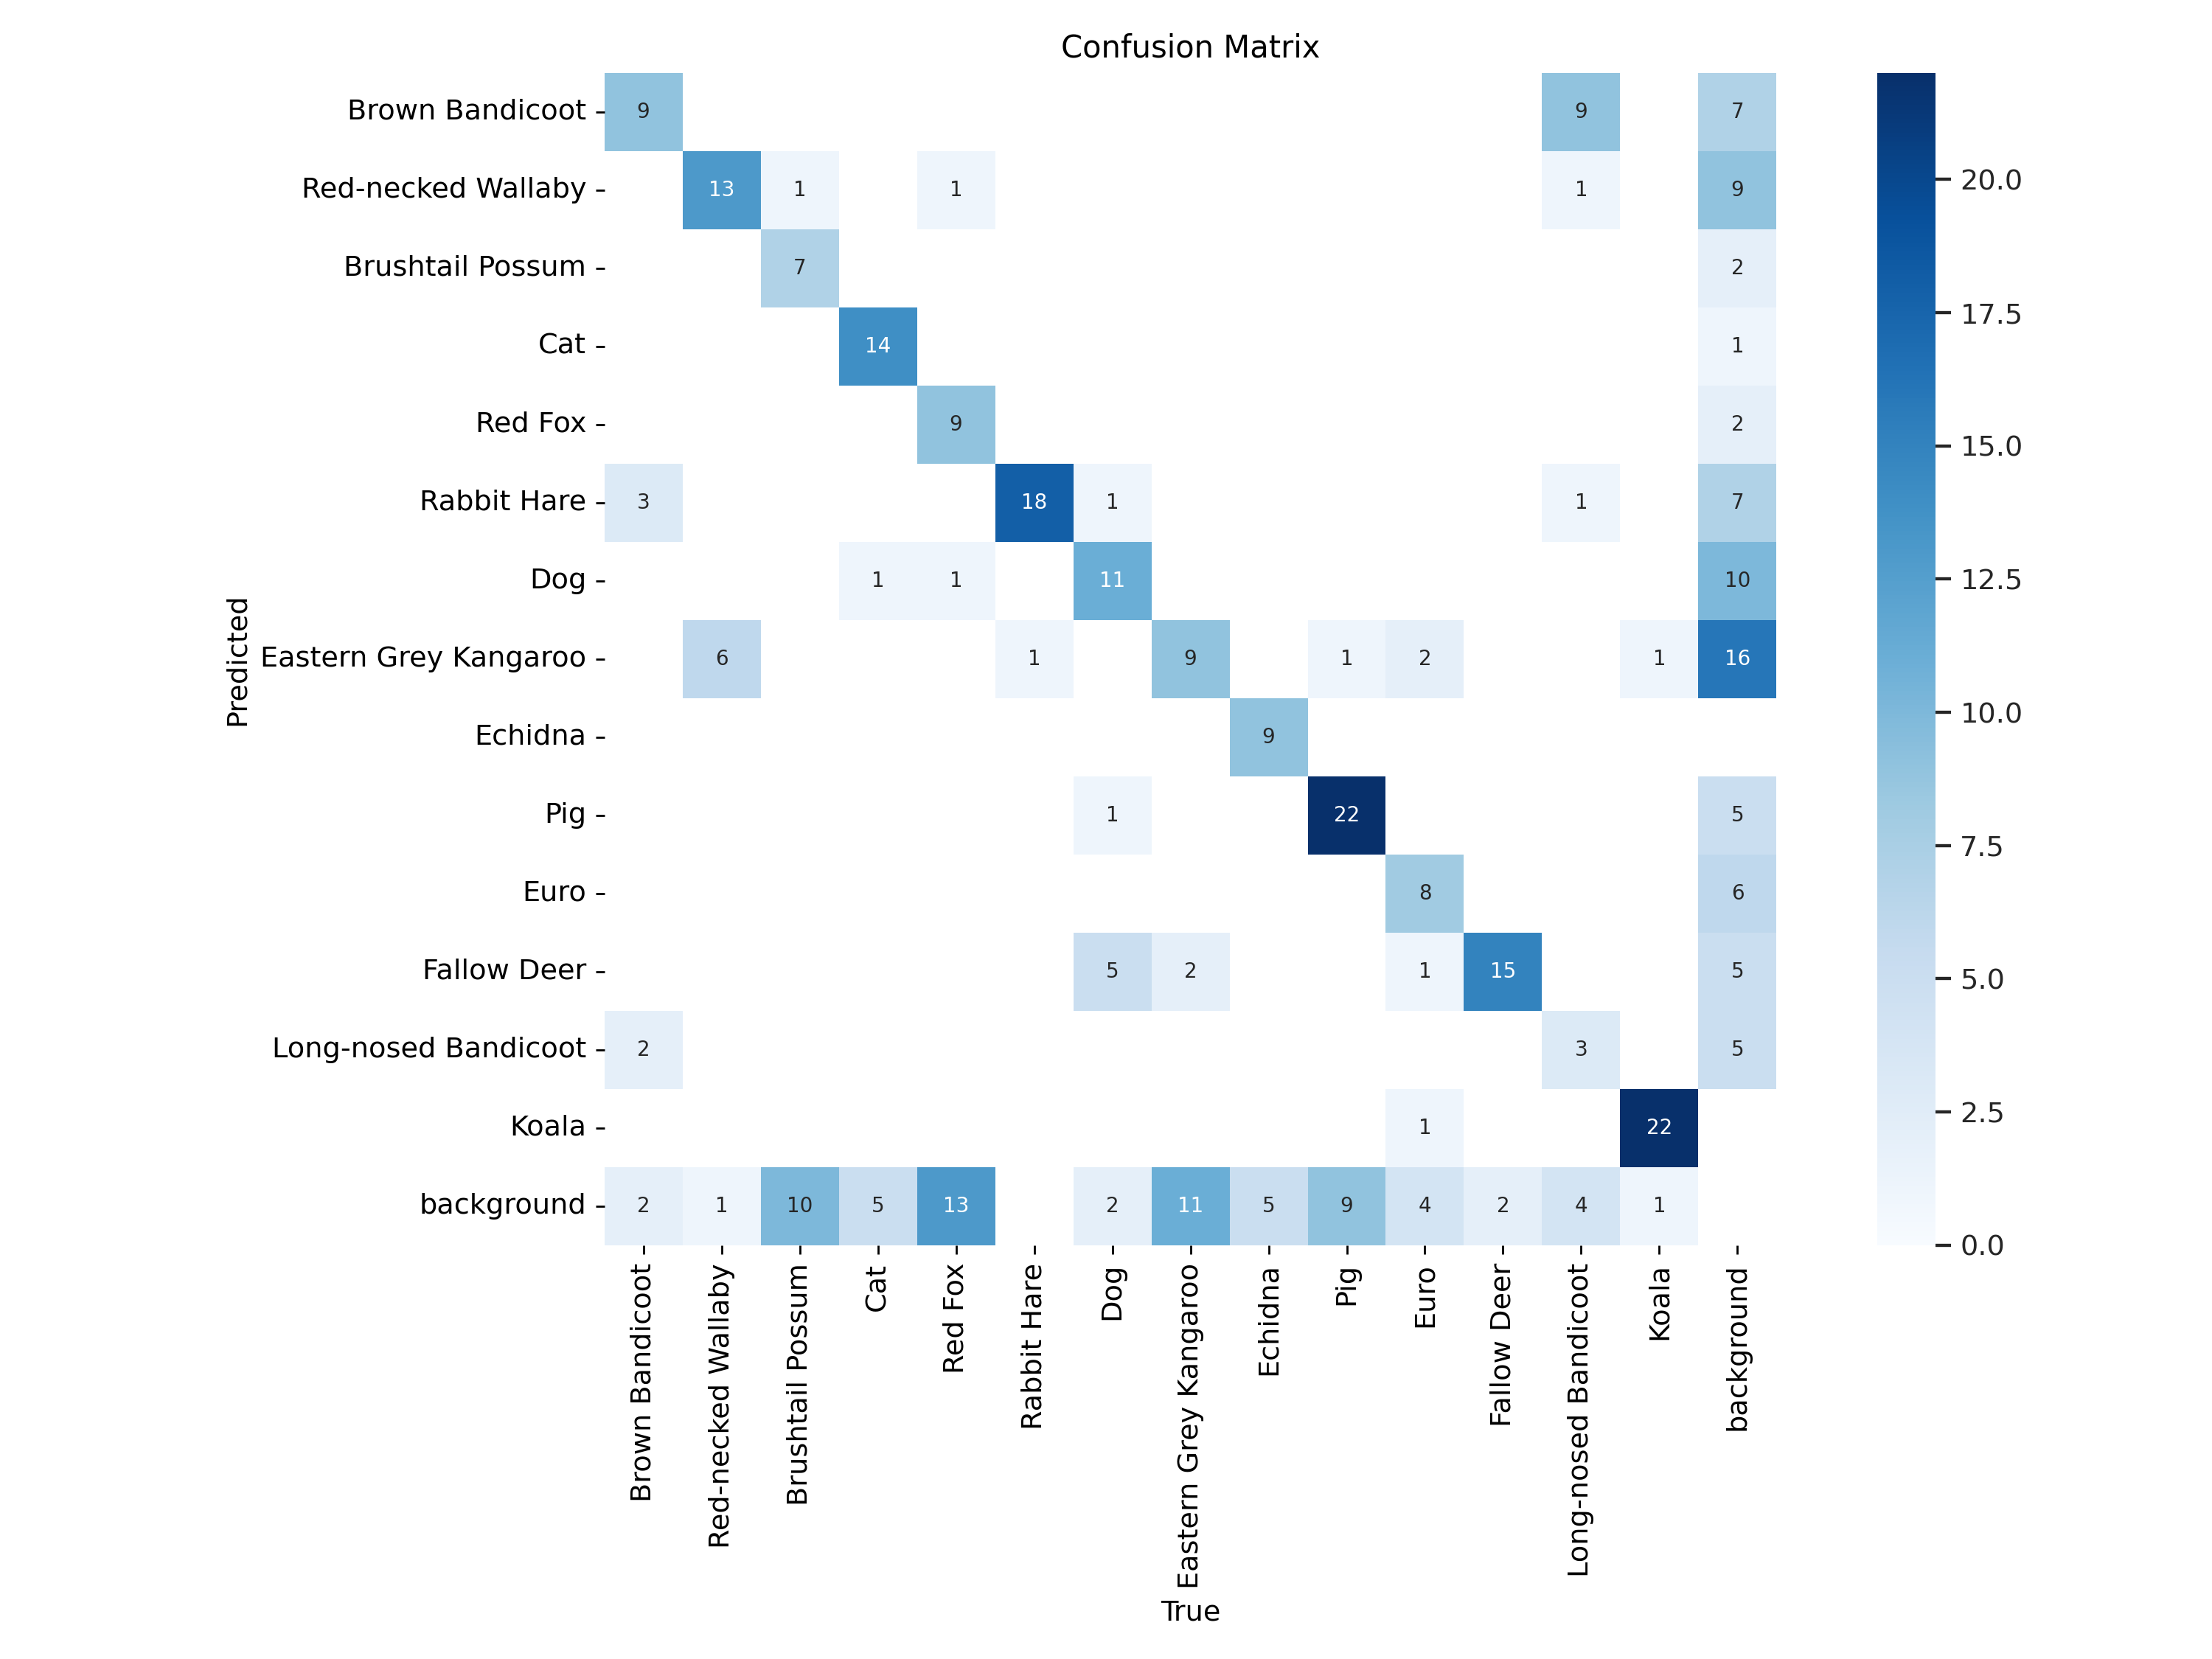 Confusion Matrix
Brown Bandicoot 9 9 7
Red-necked Wallaby 13 1 1 1 9
Brushtail Possum 7 2
Cat 14 1
Red Fox 9 2
Rabbit Hare 3 18 1 1 7
Dog 1 1 11 10
Eastern Grey Kangaroo 6 1 9 1 2 1 16
Echidna 9
Pig 1 22 5
Euro 8 6
Fallow Deer 5 2 1 15 5
Long-nosed Bandicoot 2 3 5
Koala 1 22
background 2 1 10 5 13 2 11 5 9 4 2 4 1
Predicted
Brown Bandicoot
Red-necked Wallaby
Brushtail Possum
Cat
Red Fox
Rabbit Hare
Dog
Eastern Grey Kangaroo
Echidna
Pig
Euro
Fallow Deer
Long-nosed Bandicoot
Koala
background
True
20.0
17.5
15.0
12.5
10.0
7.5
5.0
2.5
0.0